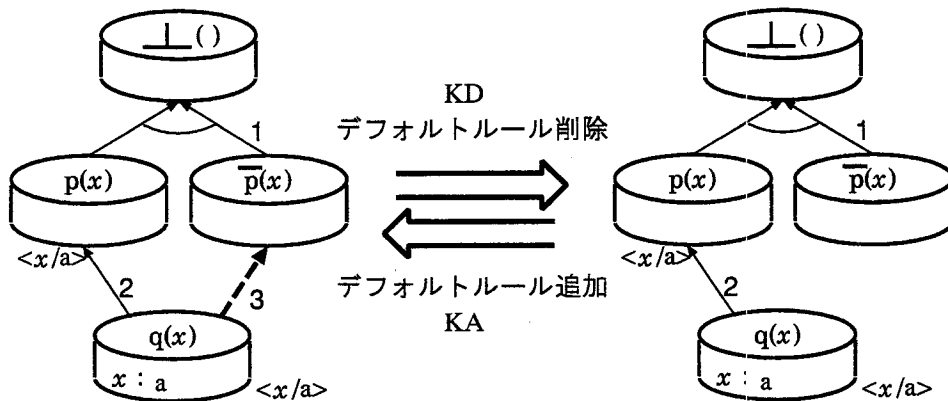 ⊥()
KD
デフォルトルール削除
1
p(x)
p̅(x)
<x/a>
2
3
デフォルトルール追加
KA
q(x)
x : a
<x/a>
⊥()
1
p(x)
p̅(x)
<x/a>
2
q(x)
x : a
<x/a>